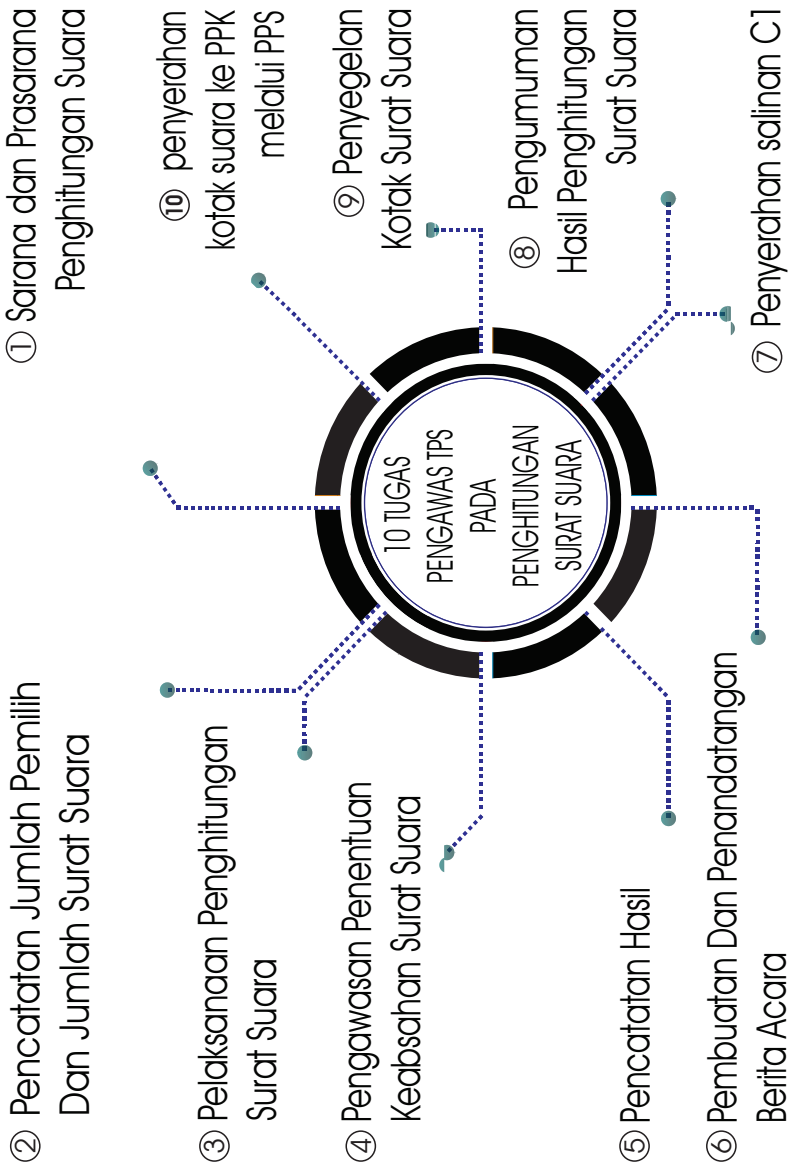 10 TUGAS
PENGAWAS TPS
PADA
PENGHITUNGAN
SURAT SUARA
① Sarana dan Prasarana
Penghitungan Suara
② Pencatatan Jumlah Pemilih
Dan Jumlah Surat Suara
③ Pelaksanaan Penghitungan
Surat Suara
④ Pengawasan Penentuan
Keabsahan Surat Suara
⑤ Pencatatan Hasil
⑥ Pembuatan Dan Penandatangan
Berita Acara
⑦ Penyerahan salinan C1
⑧ Pengumuman
Hasil Penghitungan
Surat Suara
⑨ Penyegelan
Kotak Surat Suara
⑩ penyerahan
kotak suara ke PPK
melalui PPS